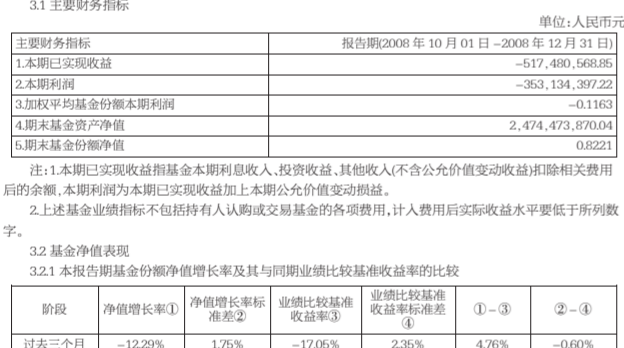 3.1 主要财务指标
单位:人民币元
主要财务指标 报告期(2008 年 10 月 01 日-2008 年 12 月 31 日)
1.本期已实现收益 -517,480,568.85
2.本期利润 -353,134,397.22
3.加权平均基金份额本期利润 -0.1163
4.期末基金资产净值 2,474,473,870.04
5.期末基金份额净值 0.8221
注:1.本期已实现收益指基金本期利息收入、投资收益、其他收入(不含公允价值变动收益)扣除相关费用
后的余额,本期利润为本期已实现收益加上本期公允价值变动损益。
2.上述基金业绩指标不包括持有人认购或交易基金的各项费用,计入费用后实际收益水平要低于所列数
字。
3.2 基金净值表现
3.2.1 本报告期基金份额净值增长率及其与同期业绩比较基准收益率的比较
阶段 净值增长率① 净值增长率标准差② 业绩比较基准收益率③ 业绩比较基准收益率标准差④ ①-③ ②-④
过去三个月 -12.29% 1.75% -17.05% 2.35% 4.76% -0.60%